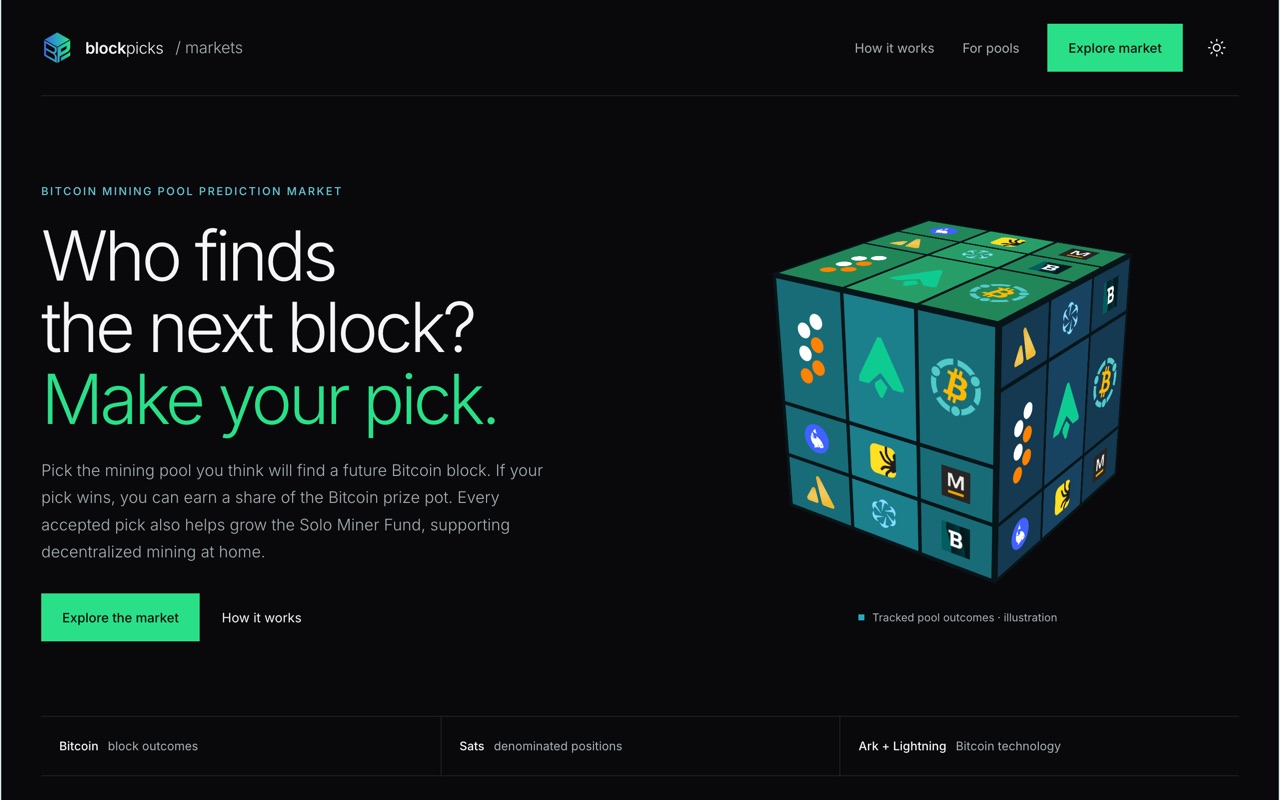 blockpicks / markets
How it works
For pools
Explore market
BITCOIN MINING POOL PREDICTION MARKET
Who finds
the next block?
Make your pick.
Pick the mining pool you think will find a future Bitcoin block. If your
pick wins, you can earn a share of the Bitcoin prize pot. Every
accepted pick also helps grow the Solo Miner Fund, supporting
decentralized mining at home.
Explore the market
How it works
M
B
B
M
B
M
B
Tracked pool outcomes · illustration
Bitcoin block outcomes
Sats denominated positions
Ark + Lightning Bitcoin technology